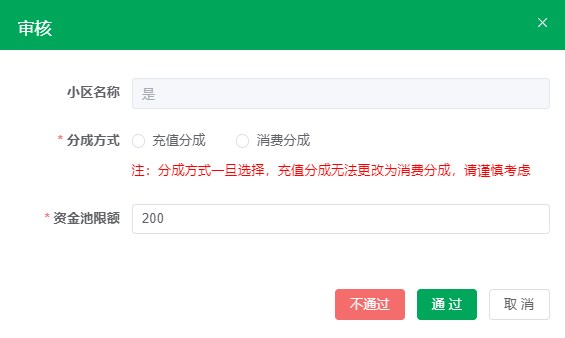 审核
小区名称 是
* 分成方式 充值分成 消费分成
注：分成方式一旦选择，充值分成无法更改为消费分成，请谨慎考虑
* 资金池限额 200
不通过 通 过 取 消